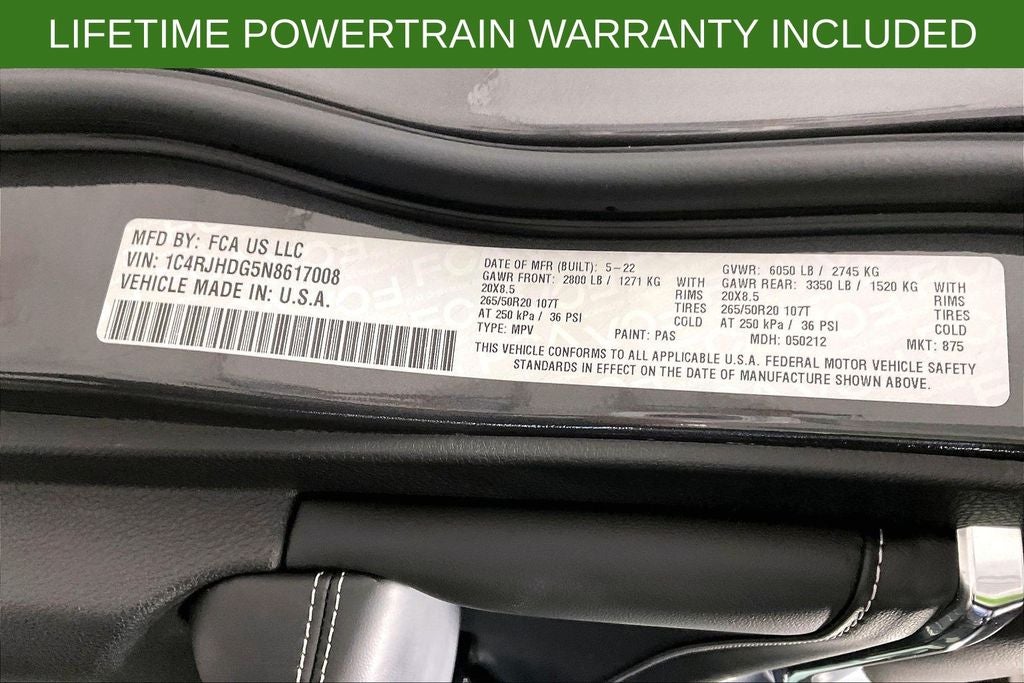 LIFETIME POWERTRAIN WARRANTY INCLUDED
MFD BY: FCA US LLC
VIN: 1C4RJHDG5N8617008
VEHICLE MADE IN: U.S.A.
DATE OF MFR (BUILT): 5-22
GAWR FRONT: 2800 LB / 1271 KG WITH
20X8.5 RIMS
265/50R20 107T TIRES
AT 250 kPa / 36 PSI COLD
TYPE: MPV PAINT: PAS
GVWR: 6050 LB / 2745 KG
GAWR REAR: 3350 LB / 1520 KG WITH
20X8.5 RIMS
265/50R20 107T TIRES
AT 250 kPa / 36 PSI COLD
MDH: 050212 MKT: 875
THIS VEHICLE CONFORMS TO ALL APPLICABLE U.S.A. FEDERAL MOTOR VEHICLE SAFETY
STANDARDS IN EFFECT ON THE DATE OF MANUFACTURE SHOWN ABOVE.